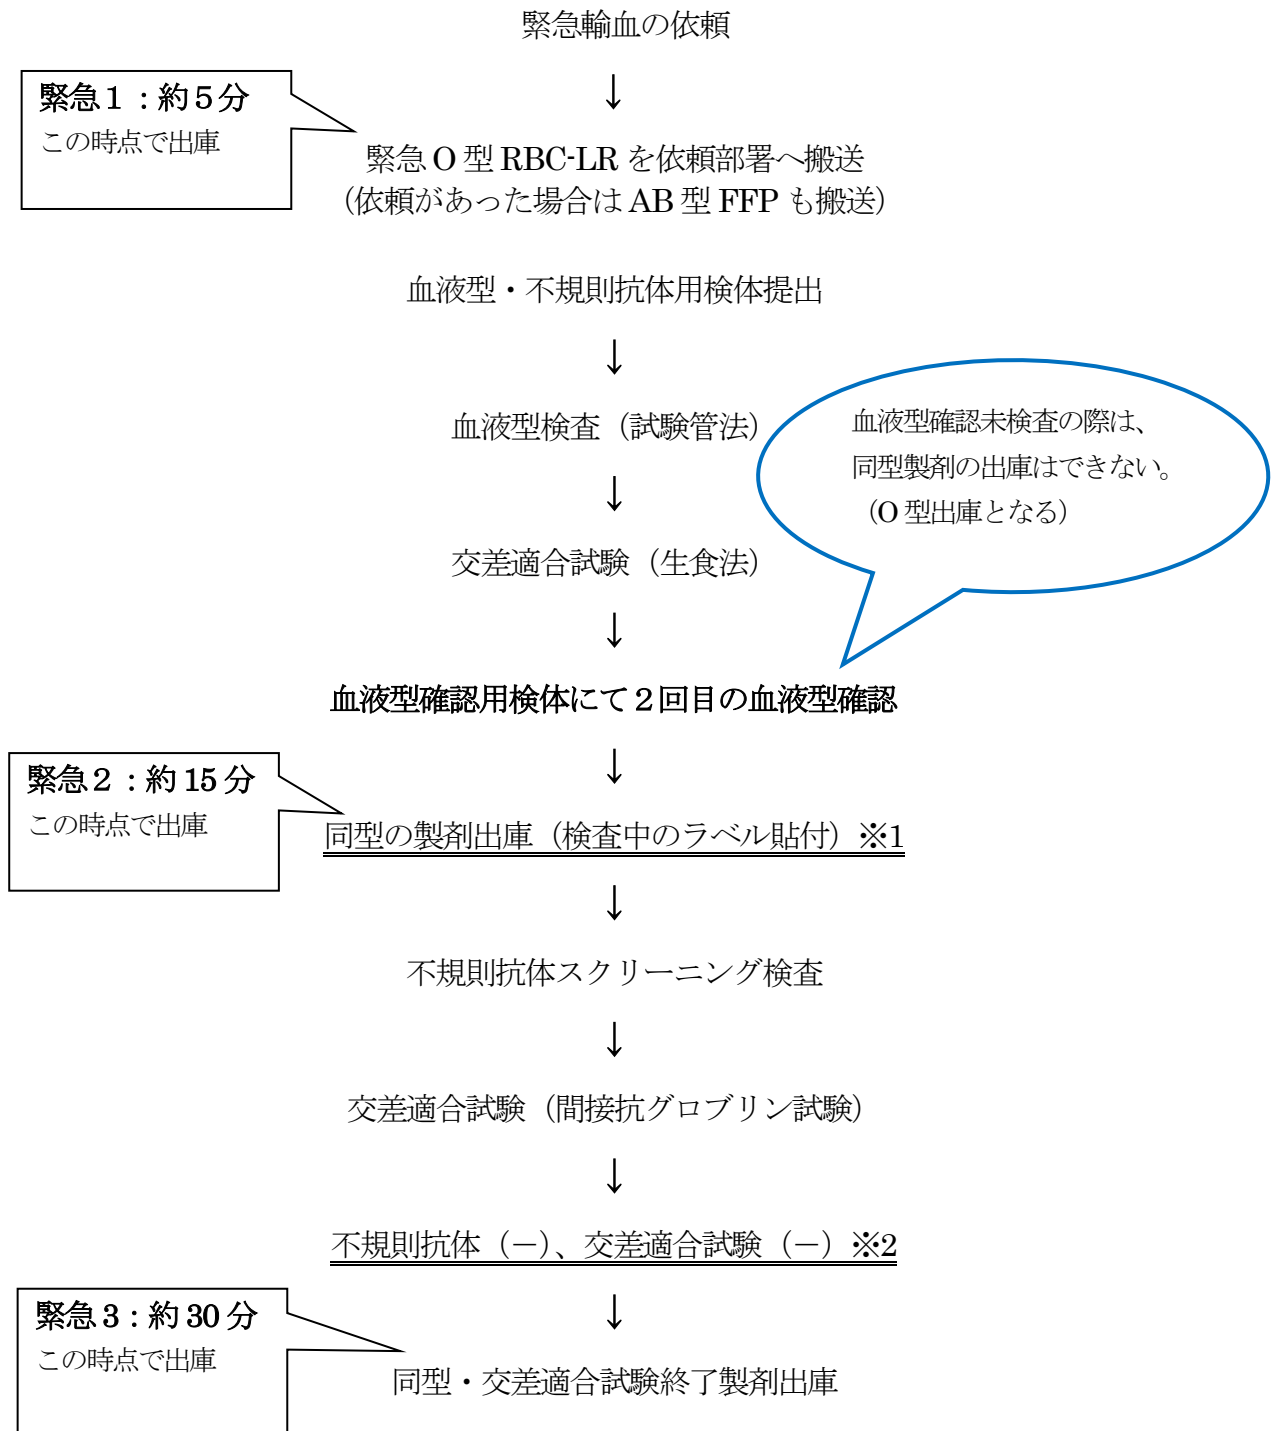 緊急輸血の依頼
↓
緊急1：約5分
この時点で出庫
緊急 O 型 RBC-LR を依頼部署へ搬送
（依頼があった場合は AB 型 FFP も搬送）
血液型・不規則抗体用検体提出
↓
血液型検査（試験管法）
↓
交差適合試験（生食法）
↓
血液型確認未検査の際は、
同型製剤の出庫はできない。
（O 型出庫となる）
血液型確認用検体にて２回目の血液型確認
↓
緊急２：約 15 分
この時点で出庫
同型の製剤出庫（検査中のラベル貼付）※1
↓
不規則抗体スクリーニング検査
↓
交差適合試験（間接抗グロブリン試験）
↓
不規則抗体（－）、交差適合試験（－）※2
↓
緊急３：約 30 分
この時点で出庫
同型・交差適合試験終了製剤出庫